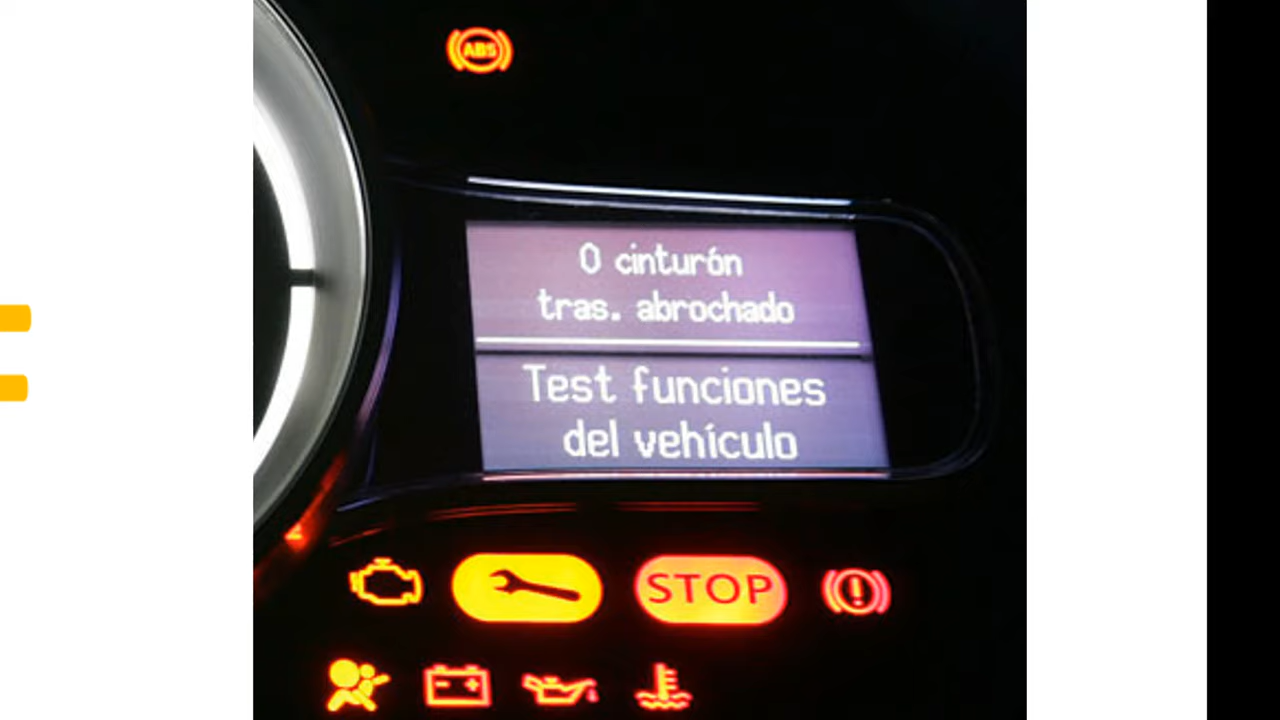 ABS
0 cinturón
tras. abrochado
Test funciones
del vehículo
STOP